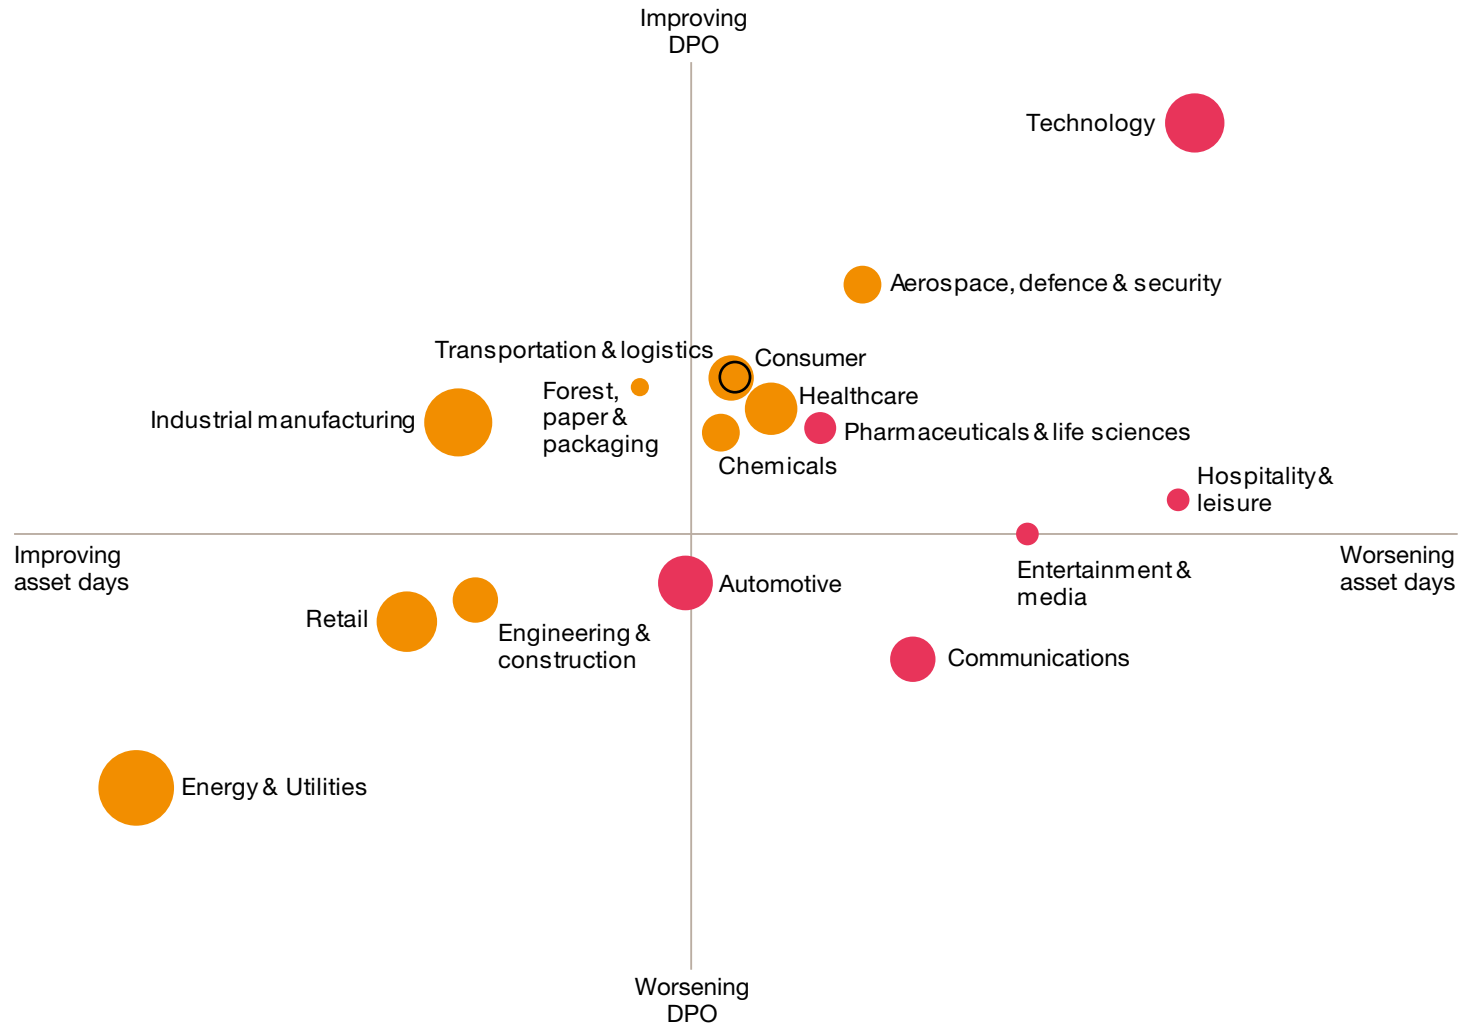 Improving
DPO
Technology
Aerospace, defence & security
Transportation & logistics
Consumer
Forest,
paper &
packaging
Healthcare
Industrial manufacturing
Pharmaceuticals & life sciences
Chemicals
Hospitality &
leisure
Improving
asset days
Worsening
asset days
Entertainment &
media
Automotive
Retail
Engineering &
construction
Communications
Energy & Utilities
Worsening
DPO